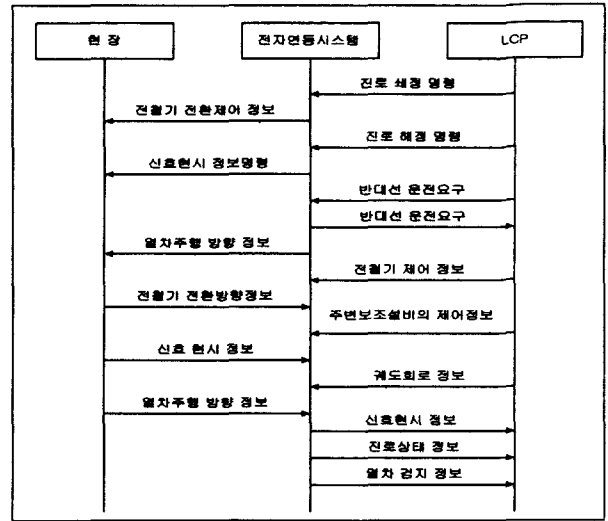 현 장
전자연동시스템
LCP
진로 쇄정 명령
전철기 전환제어 정보
진로 해정 명령
신호현시 정보명령
반대선 운전요구
반대선 운전요구
열차주행 방향 정보
전철기 제어 정보
전철기 전환방향정보
주변보조설비의 제어정보
신호 현시 정보
궤도회로 정보
열차주행 방향 정보
신호현시 정보
진로상태 정보
열차 검지 정보